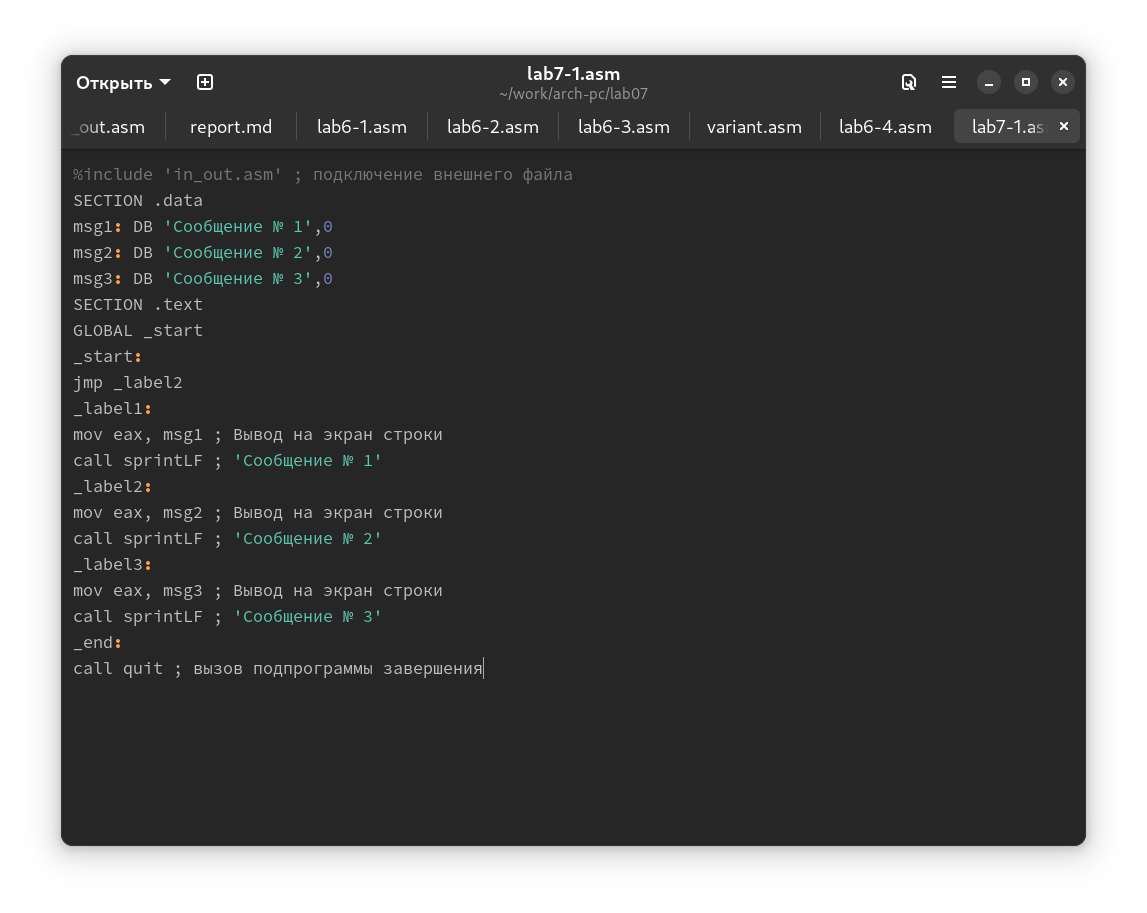 Открыть
lab7-1.asm
~/work/arch-pc/lab07
_out.asm
report.md
lab6-1.asm
lab6-2.asm
lab6-3.asm
variant.asm
lab6-4.asm
lab7-1.as
%include 'in_out.asm' ; подключение внешнего файла
SECTION .data
msg1: DB 'Сообщение № 1',0
msg2: DB 'Сообщение № 2',0
msg3: DB 'Сообщение № 3',0
SECTION .text
GLOBAL _start
_start:
jmp _label2
_label1:
mov eax, msg1 ; Вывод на экран строки
call sprintLF ; 'Сообщение № 1'
_label2:
mov eax, msg2 ; Вывод на экран строки
call sprintLF ; 'Сообщение № 2'
_label3:
mov eax, msg3 ; Вывод на экран строки
call sprintLF ; 'Сообщение № 3'
_end:
call quit ; вызов подпрограммы завершения